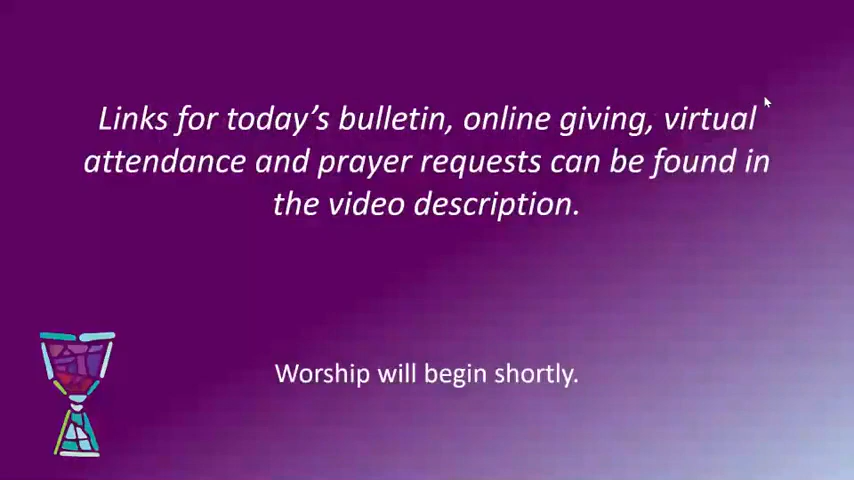 Links for today’s bulletin, online giving, virtual
attendance and prayer requests can be found in
the video description.
Worship will begin shortly.